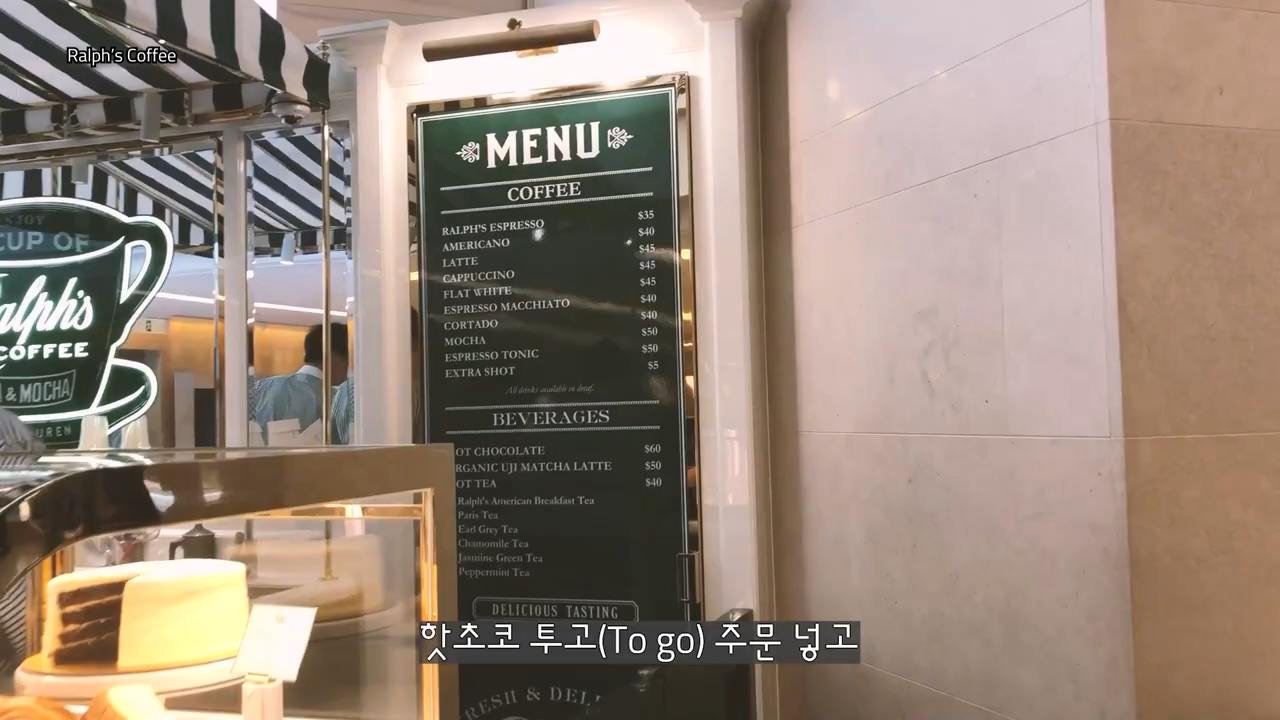 Ralph's Coffee
MENU
COFFEE
RALPH'S ESPRESSO $35
AMERICANO $40
LATTE $45
CAPPUCCINO $45
FLAT WHITE $45
ESPRESSO MACCHIATO $40
CORTADO $40
MOCHA $50
ESPRESSO TONIC $50
EXTRA SHOT $5
All drinks available in decaf.
BEVERAGES
OT CHOCOLATE $60
RGANIC UJI MATCHA LATTE $50
OT TEA $40
Ralph's American Breakfast Tea
Paris Tea
Earl Grey Tea
Chamomile Tea
Jasmine Green Tea
Peppermint Tea
DELICIOUS TASTING
RESH & DELI
CUP OF
alph's
COFFEE
& MOCHA
UREN
핫초코 투고(To go) 주문 넣고